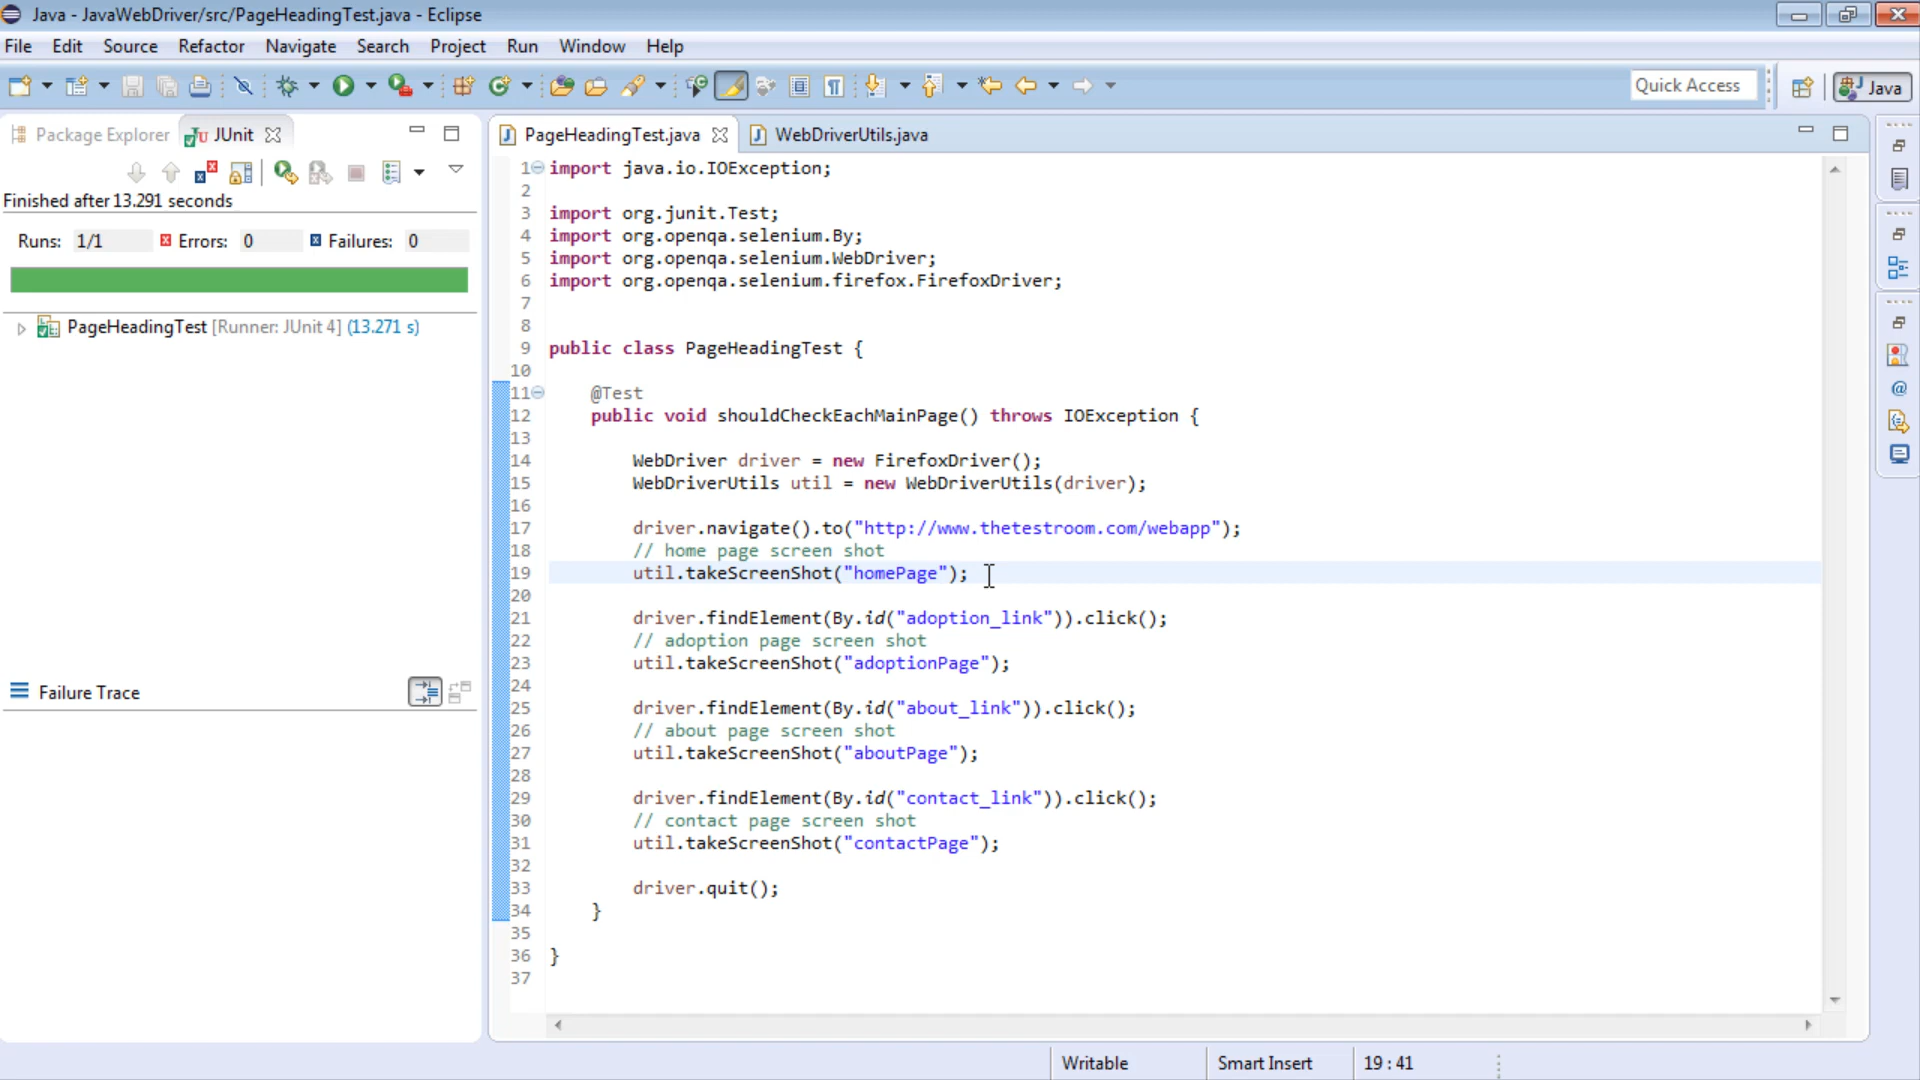 Java - JavaWebDriver/src/PageHeadingTest.java - Eclipse
File Edit Source Refactor Navigate Search Project Run Window Help
Quick Access
Java
Package Explorer JUnit
Finished after 13.291 seconds
Runs: 1/1 Errors: 0 Failures: 0
PageHeadingTest [Runner: JUnit 4] (13.271 s)
Failure Trace
PageHeadingTest.java WebDriverUtils.java
1 import java.io.IOException;
2
3 import org.junit.Test;
4 import org.openqa.selenium.By;
5 import org.openqa.selenium.WebDriver;
6 import org.openqa.selenium.firefox.FirefoxDriver;
7
8
9 public class PageHeadingTest {
10
11 @Test
12 public void shouldCheckEachMainPage() throws IOException {
13
14 WebDriver driver = new FirefoxDriver();
15 WebDriverUtils util = new WebDriverUtils(driver);
16
17 driver.navigate().to("http://www.thetestroom.com/webapp");
18 // home page screen shot
19 util.takeScreenShot("homePage");
20
21 driver.findElement(By.id("adoption_link")).click();
22 // adoption page screen shot
23 util.takeScreenShot("adoptionPage");
24
25 driver.findElement(By.id("about_link")).click();
26 // about page screen shot
27 util.takeScreenShot("aboutPage");
28
29 driver.findElement(By.id("contact_link")).click();
30 // contact page screen shot
31 util.takeScreenShot("contactPage");
32
33 driver.quit();
34 }
35
36 }
37
Writable Smart Insert 19 : 41